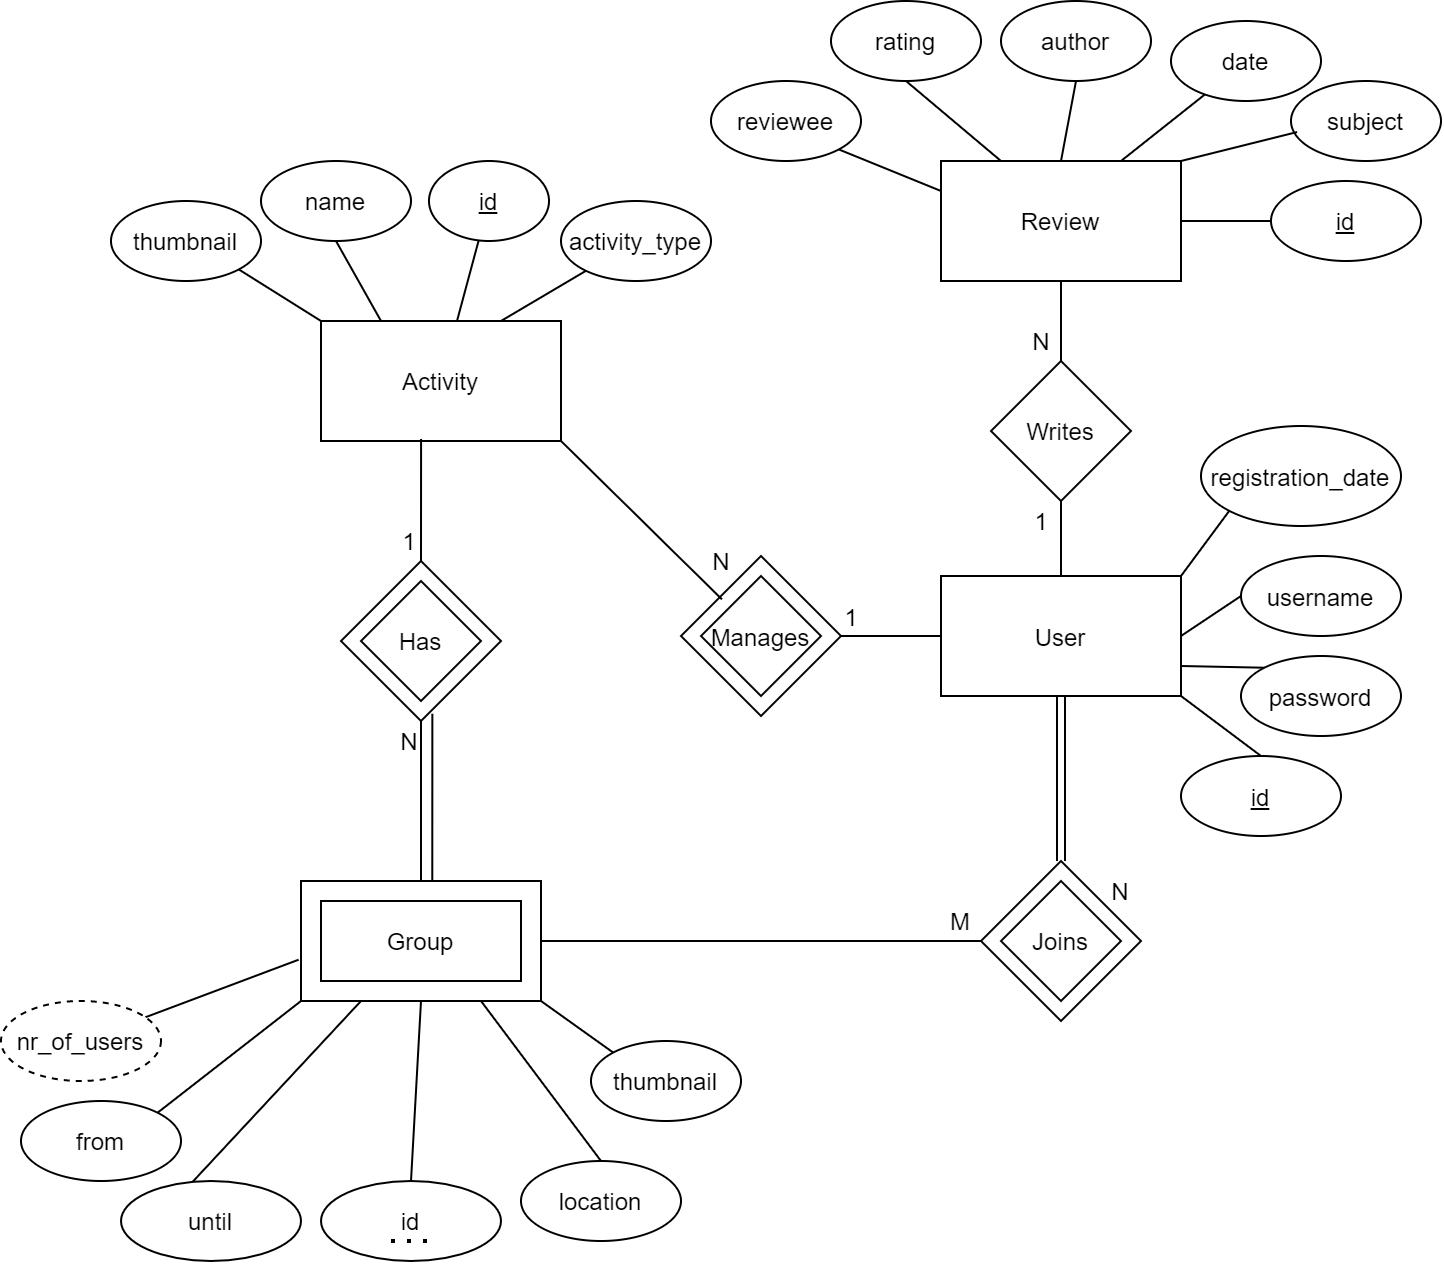 rating
author
date
reviewee
subject
name
id
thumbnail
activity_type
Review
id
Activity
N
Writes
registration_date
1
1
N
username
1
Has
Manages
User
password
N
id
M
N
Group
Joins
nr_of_users
thumbnail
from
location
until
id